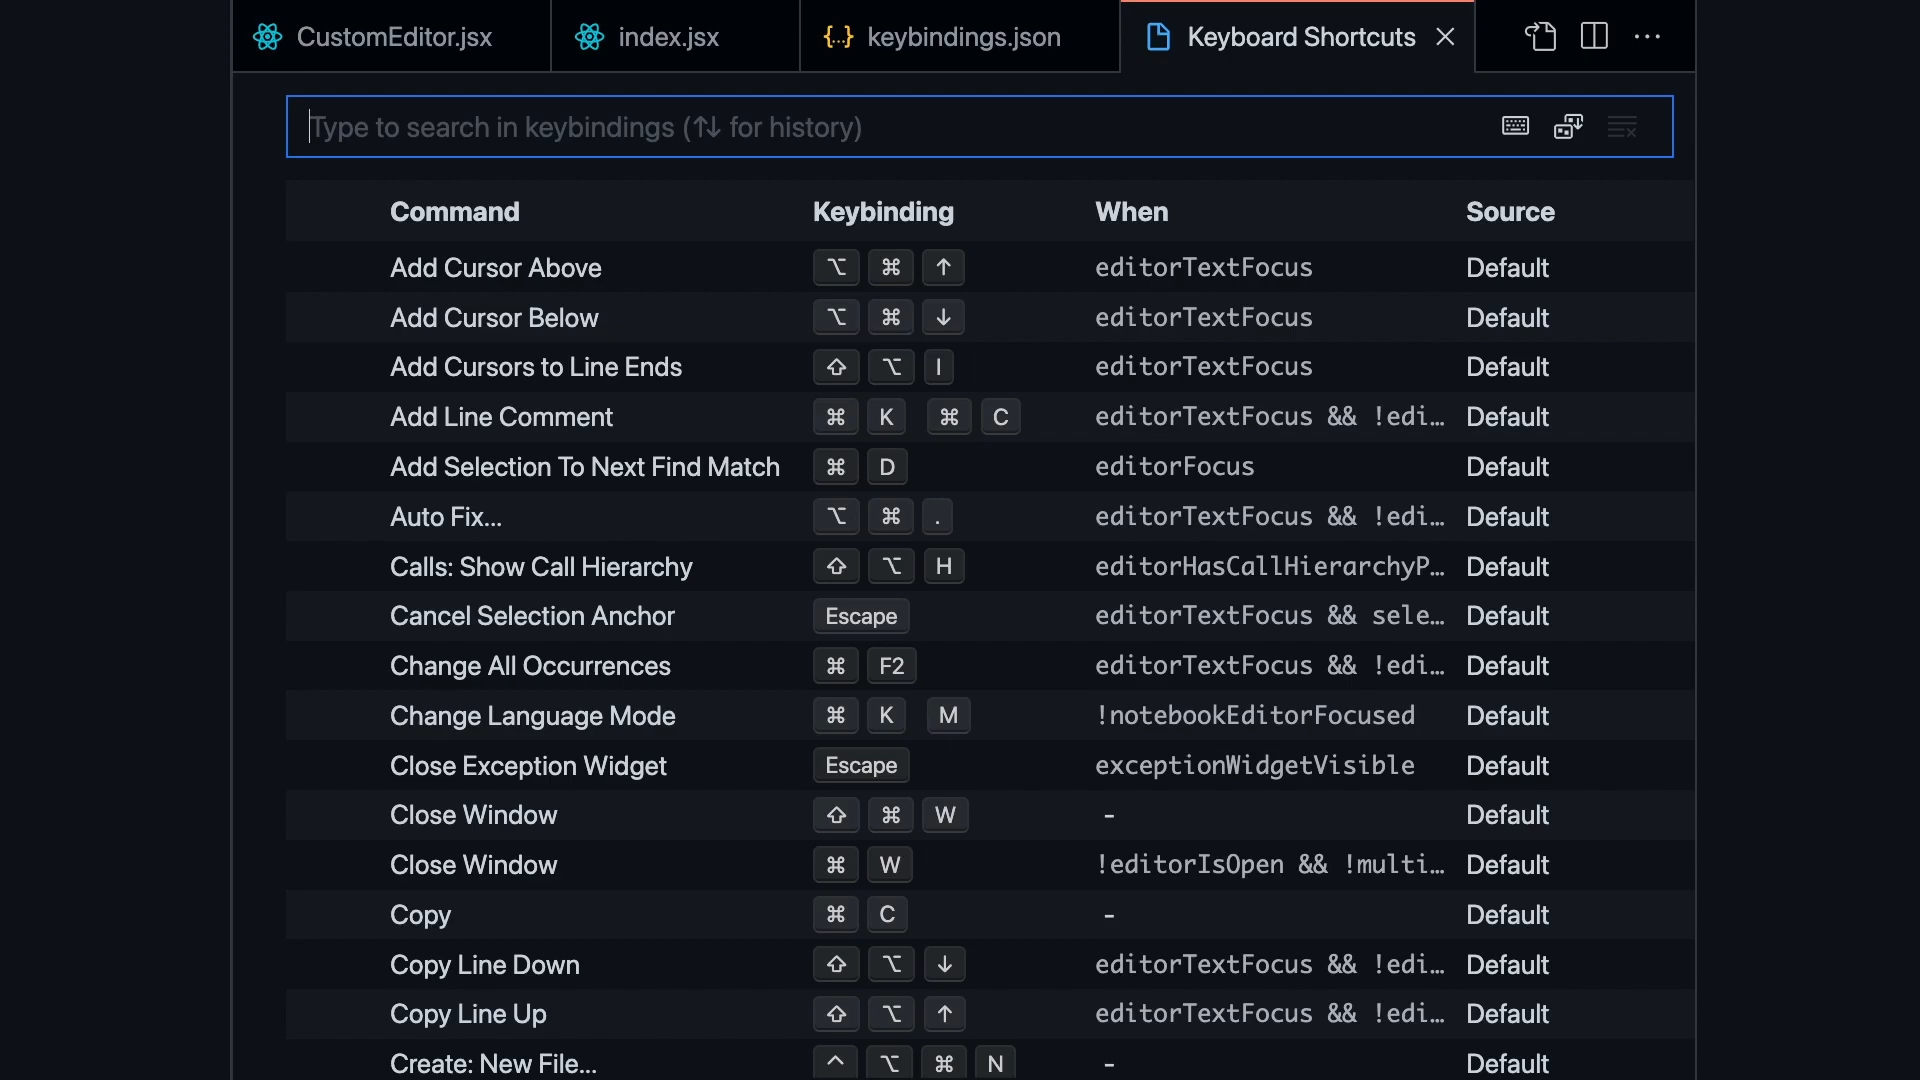 CustomEditor.jsx index.jsx {...} keybindings.json Keyboard Shortcuts
Type to search in keybindings (⇅ for history)
Command Keybinding When Source
Add Cursor Above ⌥ ⌘ ↑ editorTextFocus Default
Add Cursor Below ⌥ ⌘ ↓ editorTextFocus Default
Add Cursors to Line Ends ⇧ ⌥ I editorTextFocus Default
Add Line Comment ⌘ K ⌘ C editorTextFocus && !edi… Default
Add Selection To Next Find Match ⌘ D editorFocus Default
Auto Fix... ⌥ ⌘ . editorTextFocus && !edi… Default
Calls: Show Call Hierarchy ⇧ ⌥ H editorHasCallHierarchyP… Default
Cancel Selection Anchor Escape editorTextFocus && sele… Default
Change All Occurrences ⌘ F2 editorTextFocus && !edi… Default
Change Language Mode ⌘ K M !notebookEditorFocused Default
Close Exception Widget Escape exceptionWidgetVisible Default
Close Window ⇧ ⌘ W - Default
Close Window ⌘ W !editorIsOpen && !multi… Default
Copy ⌘ C - Default
Copy Line Down ⇧ ⌥ ↓ editorTextFocus && !edi… Default
Copy Line Up ⇧ ⌥ ↑ editorTextFocus && !edi… Default
Create: New File... ^ ⌥ ⌘ N - Default